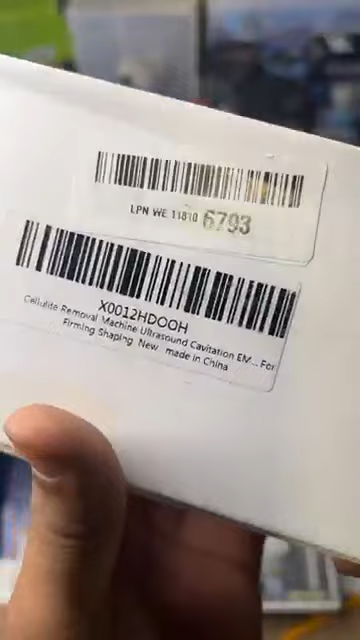 LPN WE 11810 6793
X0012HDOOH
Cellulite Removal Machine Ultrasound Cavitation EM... For
Firming Shaping New made in China